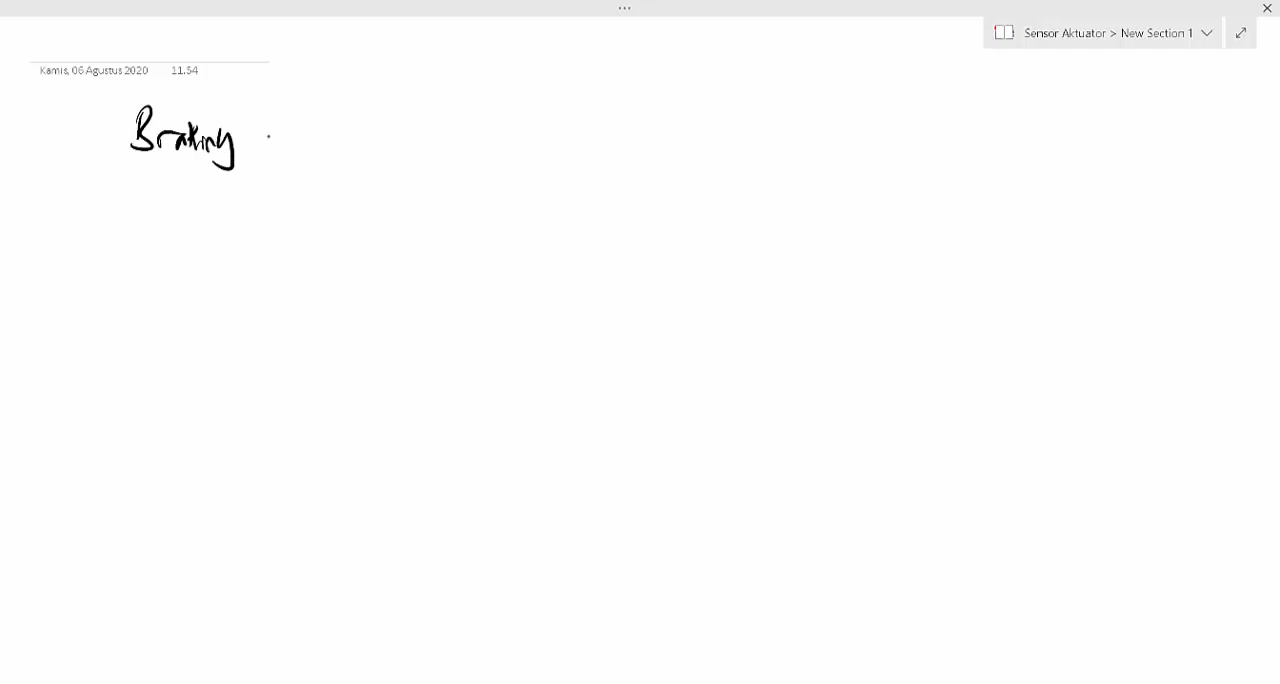 Sensor Aktuator > New Section 1
Kamis, 06 Agustus 2020 11.54
Braking